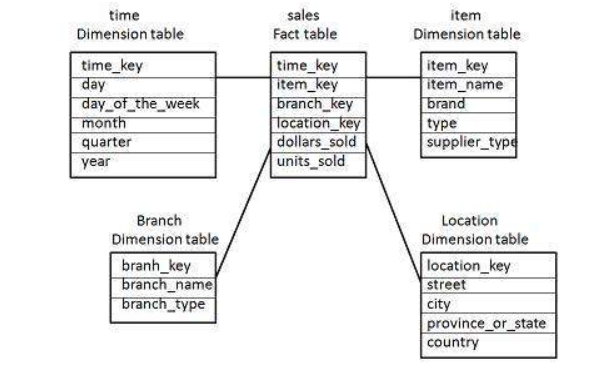 time
Dimension table
time_key
day
day_of_the_week
month
quarter
year
sales
Fact table
time_key
item_key
branch_key
location_key
dollars_sold
units_sold
item
Dimension table
item_key
item_name
brand
type
supplier_type
Branch
Dimension table
branh_key
branch_name
branch_type
Location
Dimension table
location_key
street
city
province_or_state
country